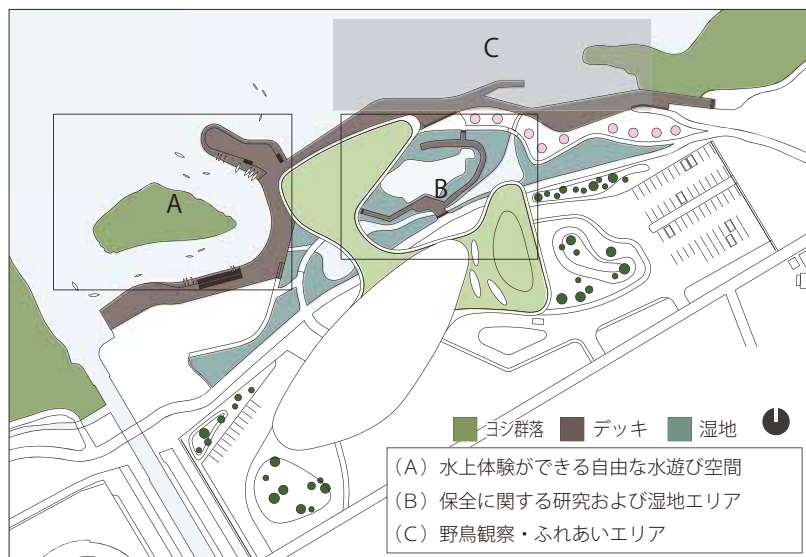 C
A
B
ヨシ群落 デッキ 湿地
（A）水上体験ができる自由な水遊び空間
（B）保全に関する研究および湿地エリア
（C）野鳥観察・ふれあいエリア